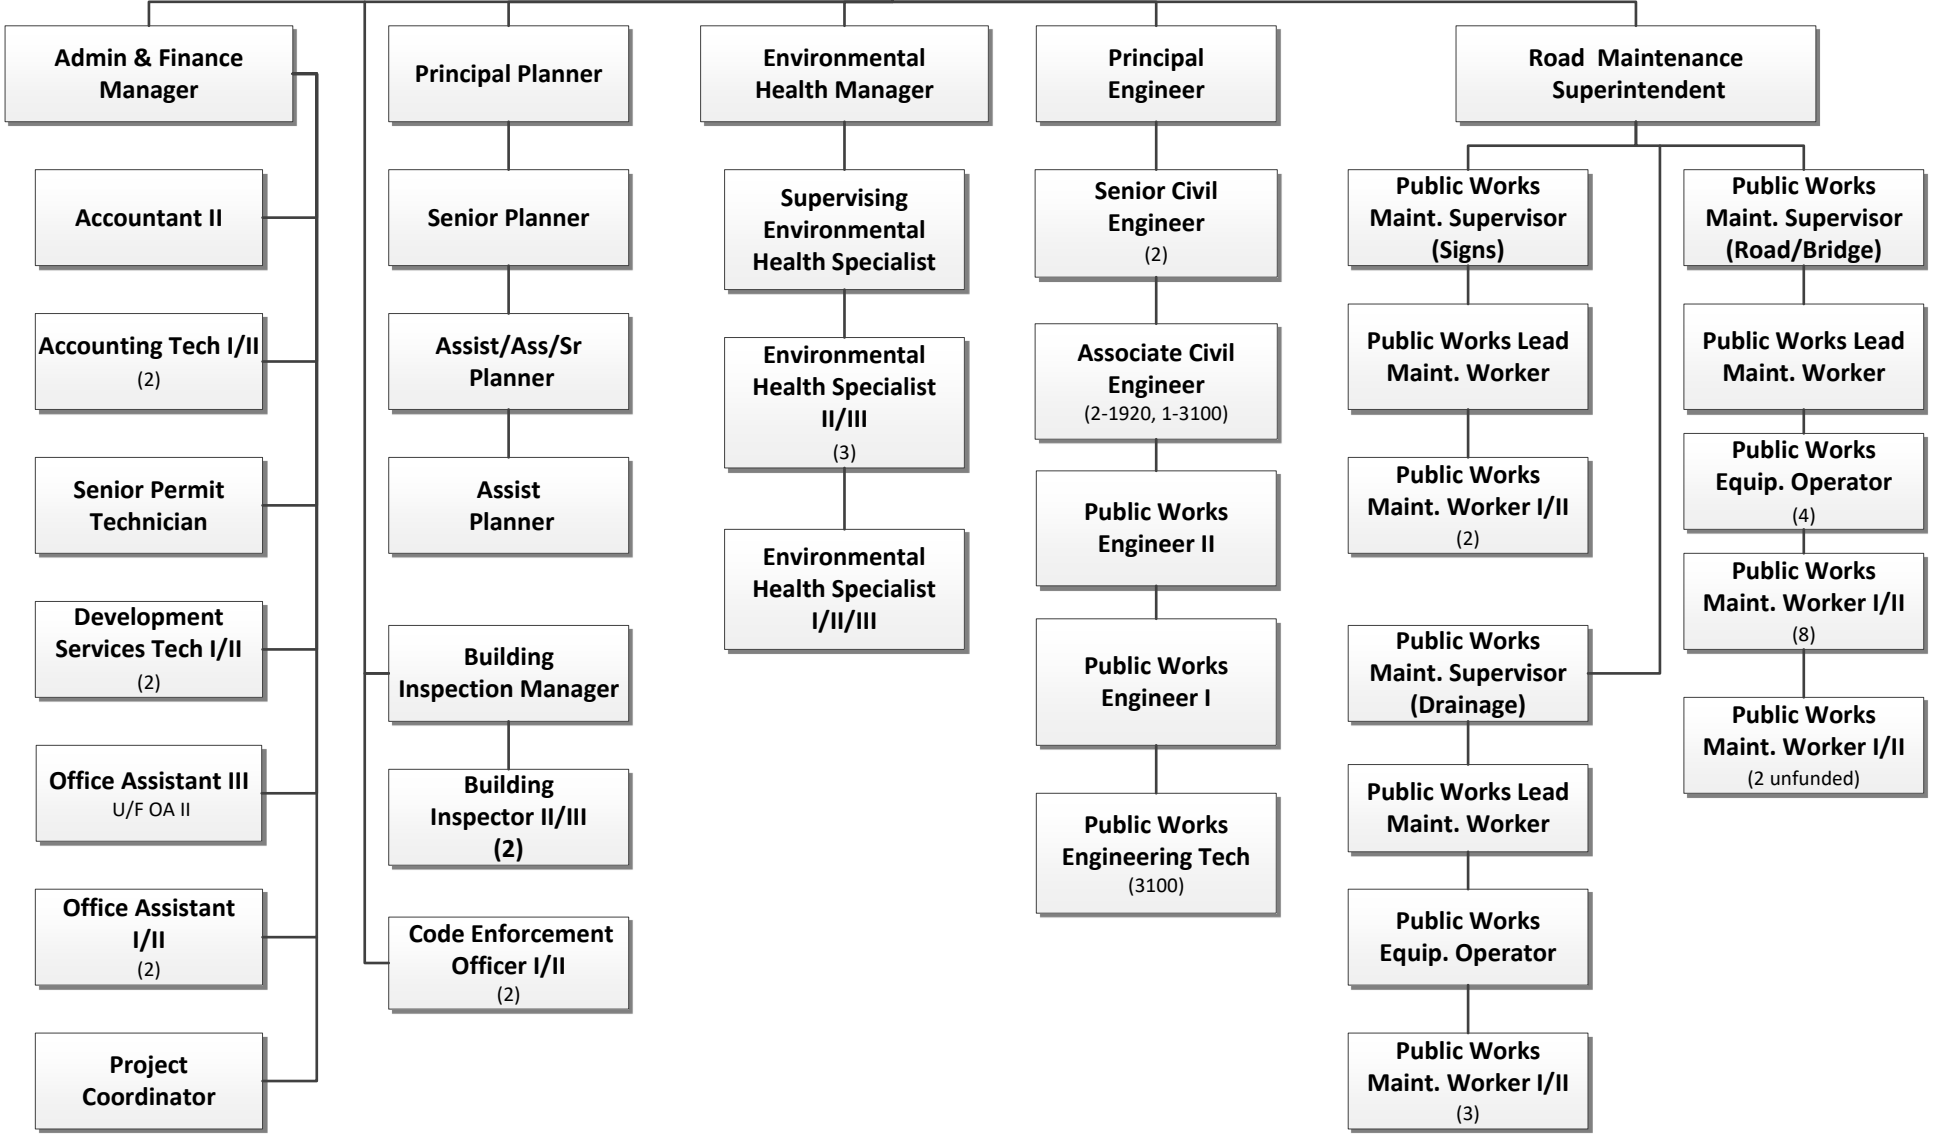 Admin & Finance
Manager
Accountant II
Accounting Tech I/II
(2)
Senior Permit
Technician
Development
Services Tech I/II
(2)
Office Assistant III
U/F OA II
Office Assistant
I/II
(2)
Project
Coordinator
Principal Planner
Senior Planner
Assist/Ass/Sr
Planner
Assist
Planner
Building
Inspection Manager
Building
Inspector II/III
(2)
Code Enforcement
Officer I/II
(2)
Environmental
Health Manager
Supervising
Environmental
Health Specialist
Environmental
Health Specialist
II/III
(3)
Environmental
Health Specialist
I/II/III
Principal
Engineer
Senior Civil
Engineer
(2)
Associate Civil
Engineer
(2-1920, 1-3100)
Public Works
Engineer II
Public Works
Engineer I
Public Works
Engineering Tech
(3100)
Road Maintenance
Superintendent
Public Works
Maint. Supervisor
(Signs)
Public Works Lead
Maint. Worker
Public Works
Maint. Worker I/II
(2)
Public Works
Maint. Supervisor
(Drainage)
Public Works Lead
Maint. Worker
Public Works
Equip. Operator
Public Works
Maint. Worker I/II
(3)
Public Works
Maint. Supervisor
(Road/Bridge)
Public Works Lead
Maint. Worker
Public Works
Equip. Operator
(4)
Public Works
Maint. Worker I/II
(8)
Public Works
Maint. Worker I/II
(2 unfunded)